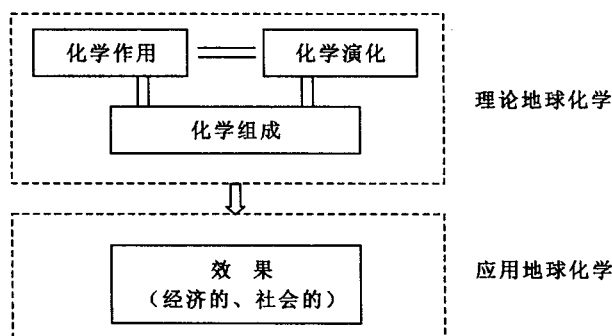 化学作用
化学演化
化学组成
理论地球化学
效 果
（经济的、社会的）
应用地球化学